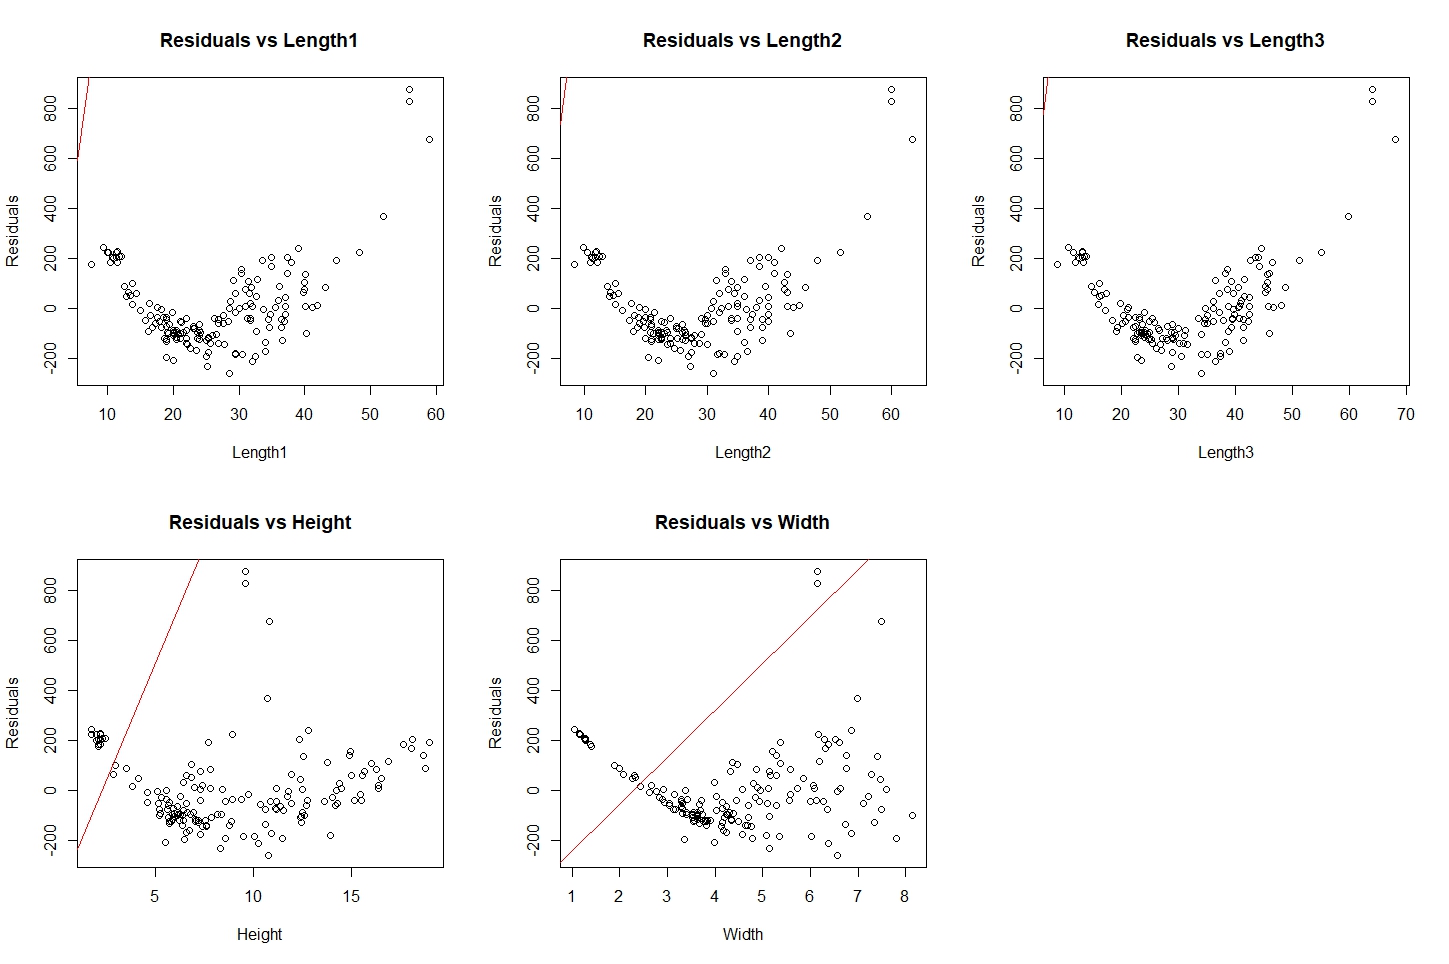 Residuals vs Length1
Residuals
-200 0 200 400 600 800
10 20 30 40 50 60
Length1
Residuals vs Length2
Residuals
-200 0 200 400 600 800
10 20 30 40 50 60
Length2
Residuals vs Length3
Residuals
-200 0 200 400 600 800
10 20 30 40 50 60 70
Length3
Residuals vs Height
Residuals
-200 0 200 400 600 800
5 10 15
Height
Residuals vs Width
Residuals
-200 0 200 400 600 800
1 2 3 4 5 6 7 8
Width